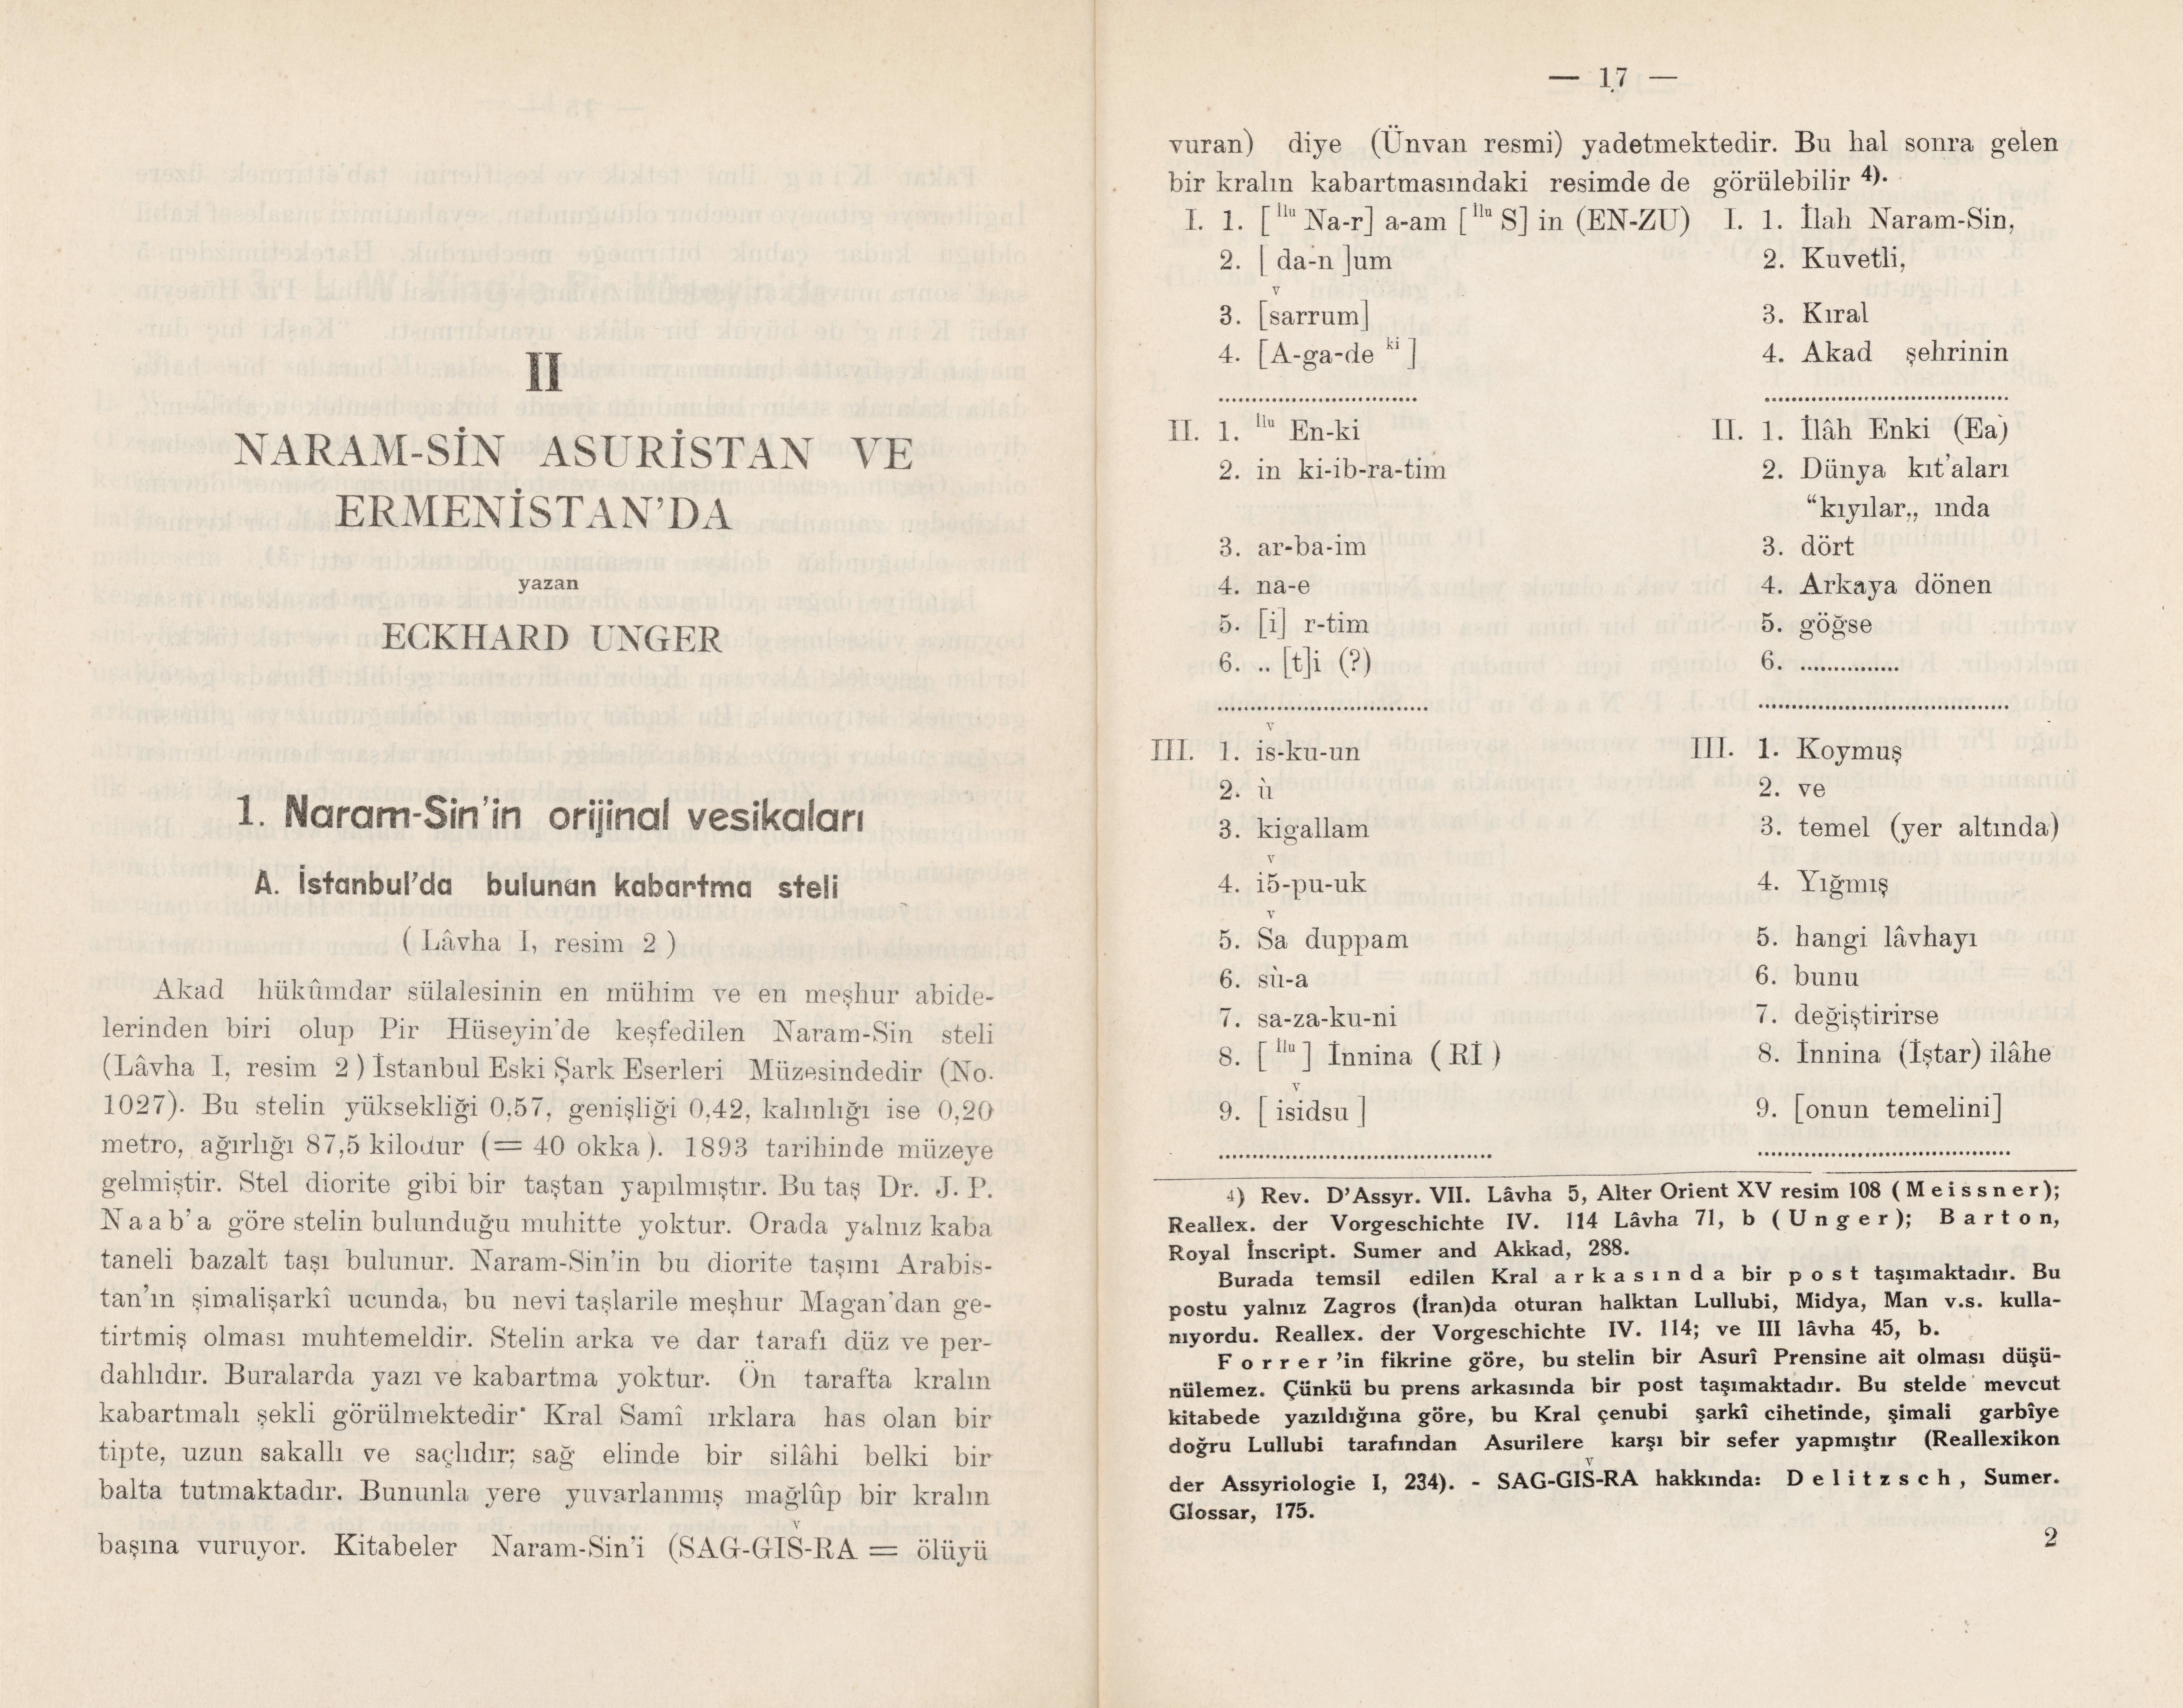 II
NARAM-SİN ASURİSTAN VE
ERMENİSTAN'DA
yazan
ECKHARD UNGER
1. Naram-Sin'in orijinal vesikaları
A. İstanbul'da bulunan kabartma steli
( Lâvha I, resim 2 )
Akad hükûmdar sülalesinin en mühim ve en meşhur abide-
lerinden biri olup Pir Hüseyin'de keşfedilen Naram-Sin steli
(Lâvha I, resim 2 ) İstanbul Eski Şark Eserleri Müzesindedir (No.
1027). Bu stelin yüksekliği 0,57, genişliği 0,42, kalınlığı ise 0,20
metro, ağırlığı 87,5 kilodur (= 40 okka ). 1893 tarihinde müzeye
gelmiştir. Stel diorite gibi bir taştan yapılmıştır. Bu taş Dr. J. P.
Naab'a göre stelin bulunduğu muhitte yoktur. Orada yalnız kaba
taneli bazalt taşı bulunur. Naram-Sin'in bu diorite taşını Arabis-
tan'ın şimalişarkî ucunda, bu nevi taşlarile meşhur Magan'dan ge-
tirtmiş olması muhtemeldir. Stelin arka ve dar tarafı düz ve per-
dahlıdır. Buralarda yazı ve kabartma yoktur. Ön tarafta kralın
kabartmalı şekli görülmektedir· Kral Samî ırklara has olan bir
tipte, uzun sakallı ve saçlıdır; sağ elinde bir silâhi belki bir
balta tutmaktadır. Bununla yere yuvarlanmış mağlûp bir kralın
başına vuruyor. Kitabeler Naram-Sin'i (SAG-GIŠ-RA = ölüyü
— 17 —
vuran) diye (Ünvan resmi) yadetmektedir. Bu hal sonra gelen
bir kralın kabartmasındaki resimde de görülebilir 4).
I. 1. [ ilu Na-r] a-am [ ilu S] in (EN-ZU) I. 1. İlah Naram-Sin,
2. [ da-n ]um 2. Kuvetli,
3. [šarrum] 3. Kıral
4. [A-ga-de ki ] 4. Akad şehrinin
........................................ ........................................
II. 1. ilu En-ki II. 1. İlâh Enki (Ea)
2. in ki-ib-ra-tim 2. Dünya kıt'aları
“kıyılar,, ında
3. ar-ba-im 3. dört
4. na-e 4. Arkaya dönen
5. [i] r-tim 5. göğse
6. .. [t]i (?) 6. ...............
........................................ ........................................
III. 1. iš-ku-un III. 1. Koymuş
2. ù 2. ve
3. kigallam 3. temel (yer altında)
4. iš-pu-uk 4. Yığmış
5. Ša duppam 5. hangi lâvhayı
6. sù-a 6. bunu
7. sa-za-ku-ni 7. değiştirirse
8. [ ilu ] İnnina ( Rİ ) 8. İnnina (İştar) ilâhe
9. [ išidsu ] 9. [onun temelini]
........................................ ........................................
4) Rev. D'Assyr. VII. Lâvha 5, Alter Orient XV resim 108 ( Meissner);
Reallex. der Vorgeschichte IV. 114 Lâvha 71, b ( Unger); Barton,
Royal İnscript. Sumer and Akkad, 288.
Burada temsil edilen Kral arkasında bir post taşımaktadır. Bu
postu yalnız Zagros (İran)da oturan halktan Lullubi, Midya, Man v.s. kulla-
nıyordu. Reallex. der Vorgeschichte IV. 114; ve III lâvha 45, b.
Forrer'in fikrine göre, bu stelin bir Asurî Prensine ait olması düşü-
nülemez. Çünkü bu prens arkasında bir post taşımaktadır. Bu stelde mevcut
kitabede yazıldığına göre, bu Kral çenubi şarkî cihetinde, şimali garbîye
doğru Lullubi tarafından Asurilere karşı bir sefer yapmıştır (Reallexikon
der Assyriologie I, 234). - SAG-GIŠ-RA hakkında: Delitzsch, Sumer.
Glossar, 175.
2